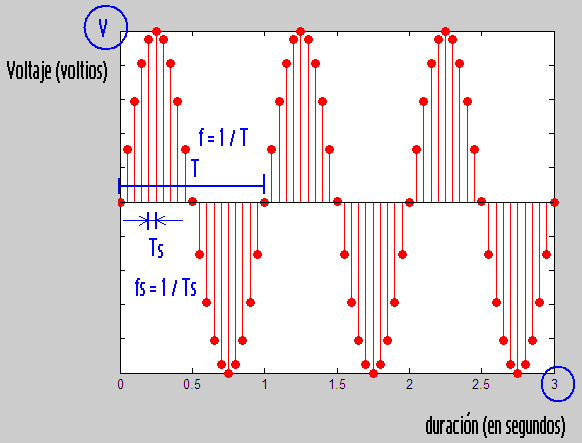 V
Voltaje (voltios)
f = 1 / T
T
Ts
fs = 1 / Ts
0 0.5 1 1.5 2 2.5 3
duración (en segundos)